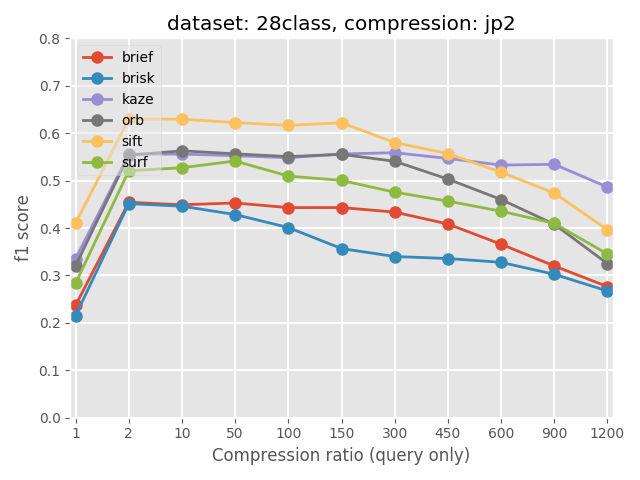 dataset: 28class, compression: jp2
brief
brisk
kaze
orb
sift
surf
f1 score
0.8
0.7
0.6
0.5
0.4
0.3
0.2
0.1
0.0
1 2 10 50 100 150 300 450 600 900 1200
Compression ratio (query only)